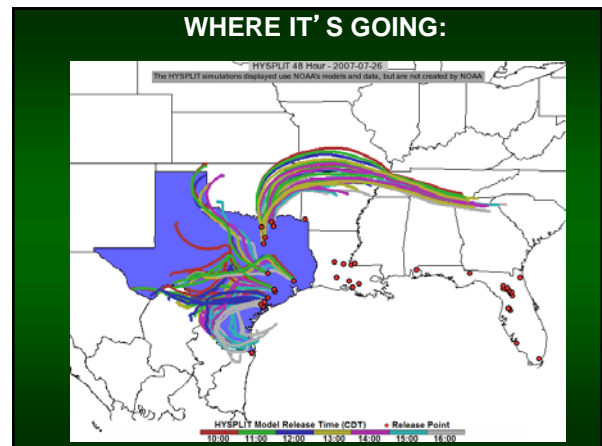 WHERE IT’S GOING:
HYSPLIT 48 Hour - 2007-07-26
The HYSPLIT simulations displayed use NOAA's models and data, but are not created by NOAA
HYSPLIT Model Release Time (CDT) Release Point
10:00 11:00 12:00 13:00 14:00 15:00 16:00